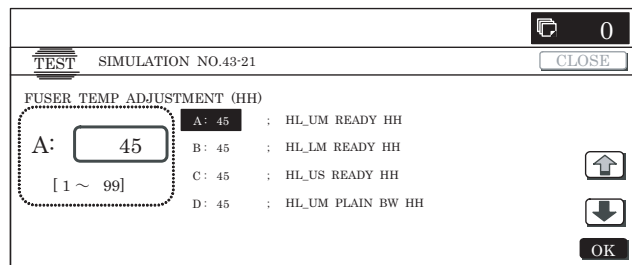 0
TEST SIMULATION NO.43-21 CLOSE
FUSER TEMP ADJUSTMENT (HH)
A: 45 ; HL_UM READY HH
A: 45
B: 45 ; HL_LM READY HH
[1～ 99]
C: 45 ; HL_US READY HH
D: 45 ; HL_UM PLAIN BW HH
OK